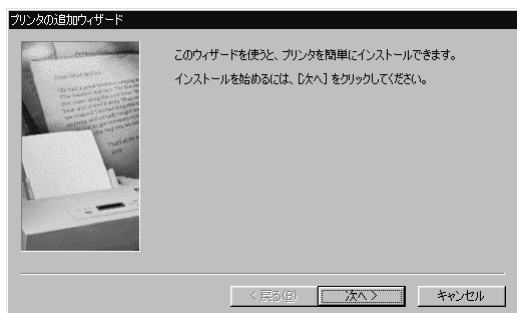 プリンタの追加ウィザード
このウィザードを使うと、プリンタを簡単にインストールできます。
インストールを始めるには、[次へ] をクリックしてください。
< 戻る(B)
次へ >
キャンセル